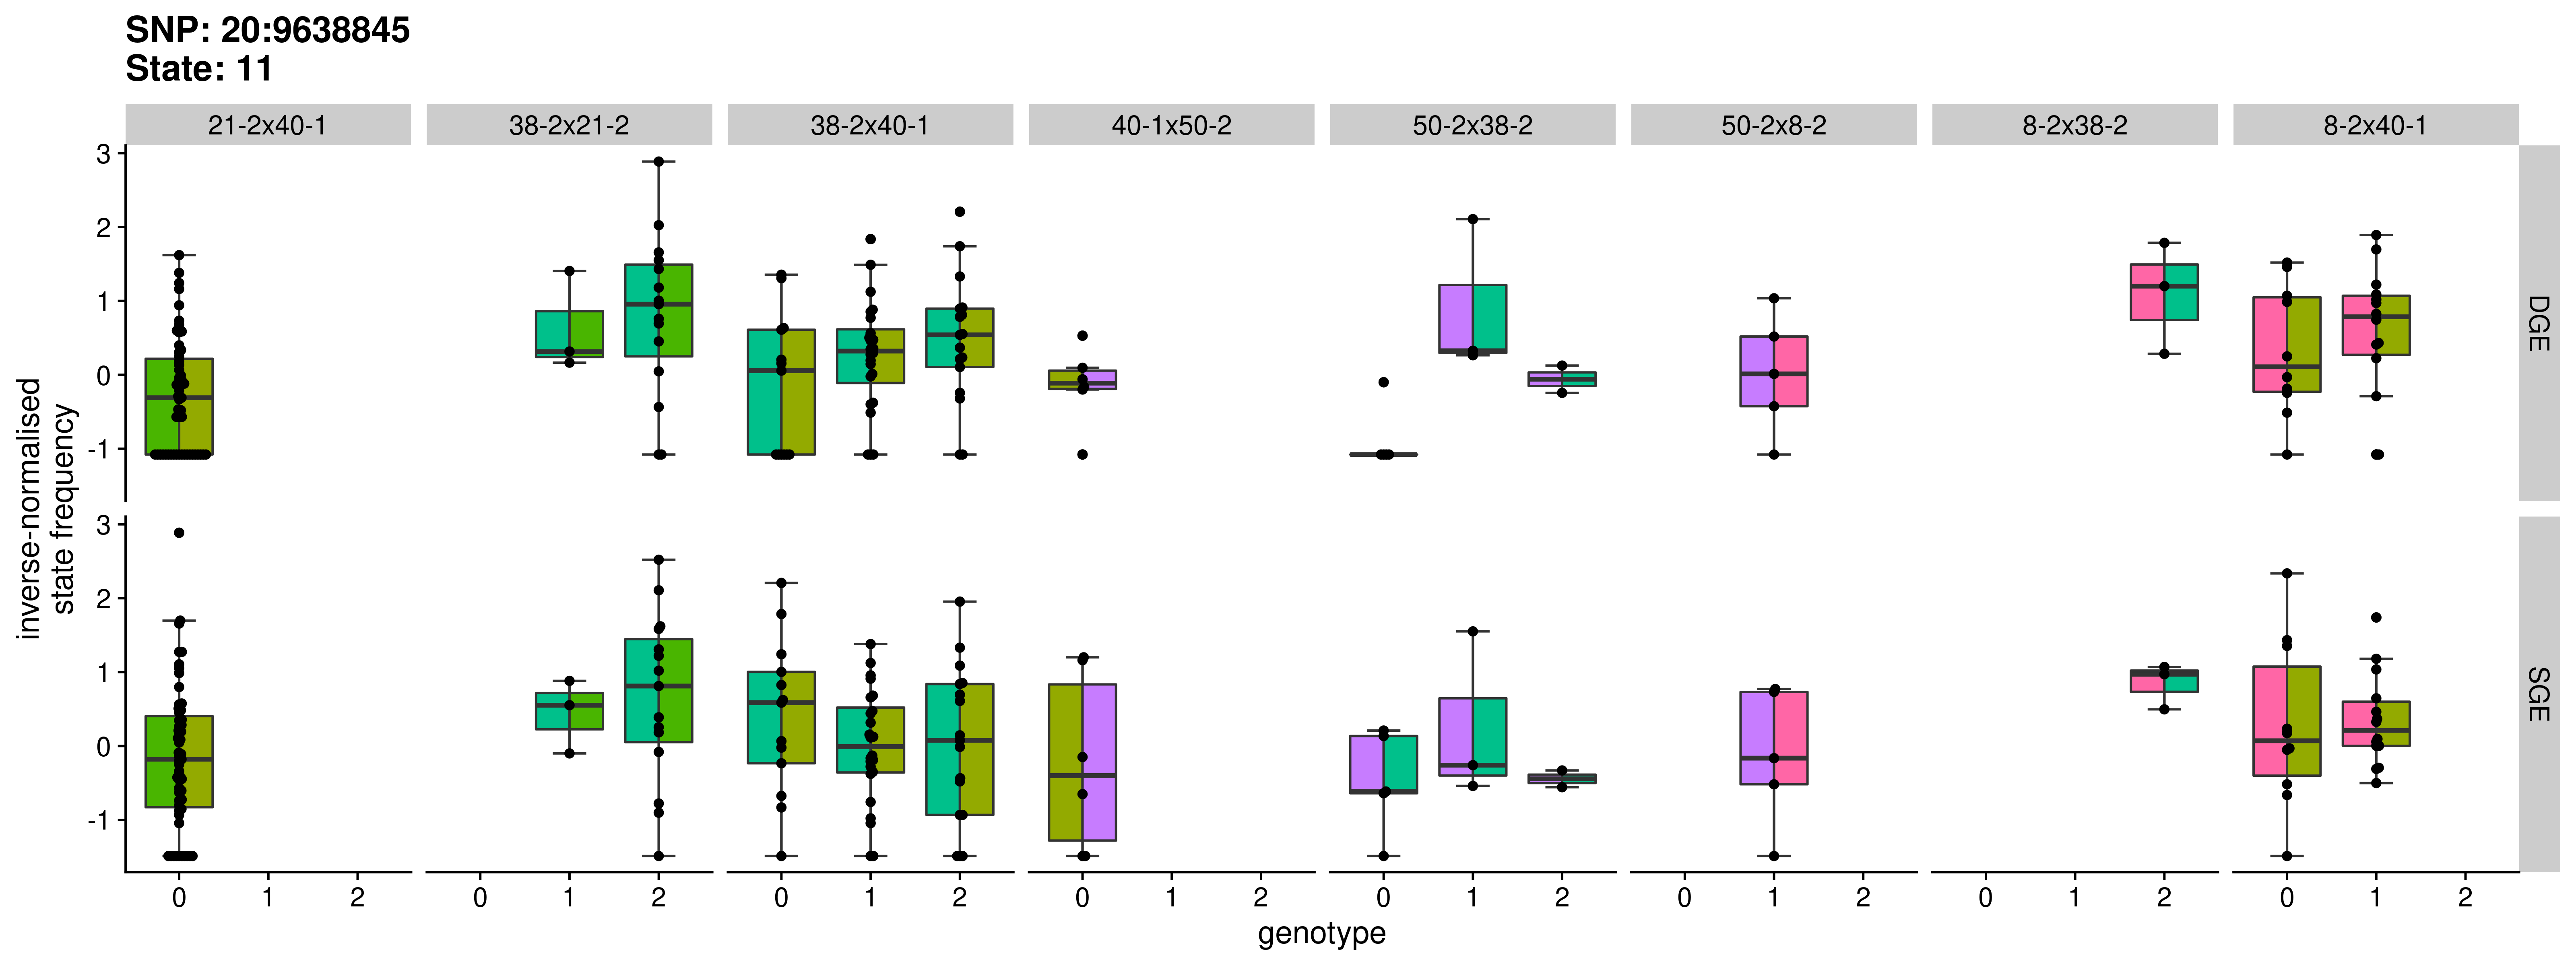 SNP: 20:9638845
State: 11
21-2x40-1 38-2x21-2 38-2x40-1 40-1x50-2 50-2x38-2 50-2x8-2 8-2x38-2 8-2x40-1
inverse-normalised
state frequency
3
2
1
0
-1
DGE
3
2
1
0
-1
SGE
0 1 2 0 1 2 0 1 2 0 1 2 0 1 2 0 1 2 0 1 2 0 1 2
genotype